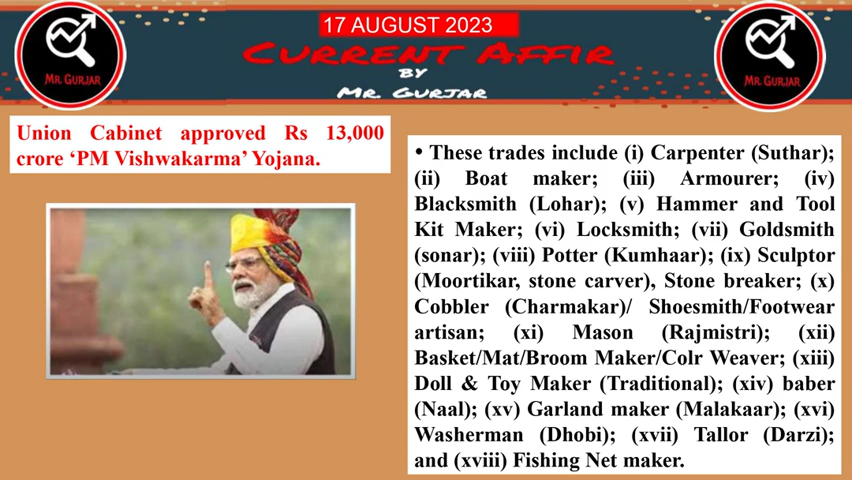 17 AUGUST 2023
CURRENT AFFIR
BY
MR. GURJAR
MR. GURJAR
MR. GURJAR
Union Cabinet approved Rs 13,000
crore ‘PM Vishwakarma’ Yojana.
• These trades include (i) Carpenter (Suthar);
(ii) Boat maker; (iii) Armourer; (iv)
Blacksmith (Lohar); (v) Hammer and Tool
Kit Maker; (vi) Locksmith; (vii) Goldsmith
(sonar); (viii) Potter (Kumhaar); (ix) Sculptor
(Moortikar, stone carver), Stone breaker; (x)
Cobbler (Charmakar)/ Shoesmith/Footwear
artisan; (xi) Mason (Rajmistri); (xii)
Basket/Mat/Broom Maker/Colr Weaver; (xiii)
Doll & Toy Maker (Traditional); (xiv) baber
(Naal); (xv) Garland maker (Malakaar); (xvi)
Washerman (Dhobi); (xvii) Tallor (Darzi);
and (xviii) Fishing Net maker.